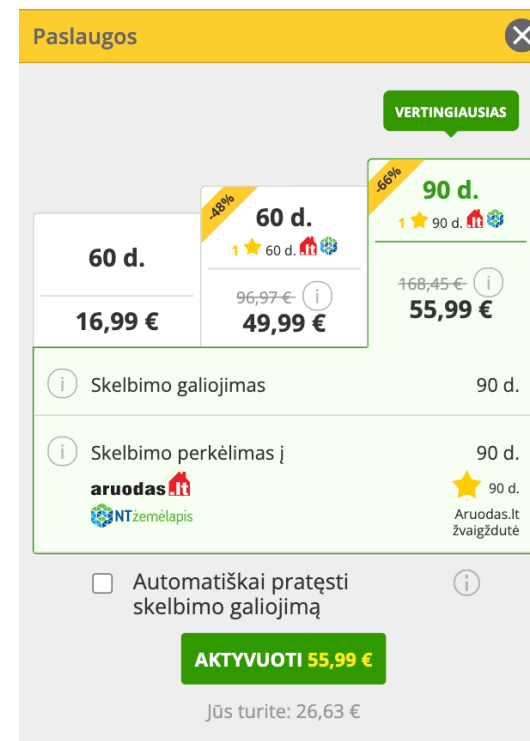 Paslaugos
VERTINGIAUSIAS
60 d.
16,99 €
-48%
60 d.
1 60 d. .lt
96,97 € i
49,99 €
-66%
90 d.
1 90 d. .lt
168,45 € i
55,99 €
i Skelbimo galiojimas 90 d.
i Skelbimo perkėlimas į 90 d.
aruodas.lt 90 d.
NTžemėlapis Aruodas.lt
žvaigždutė
Automatiškai pratęsti i
skelbimo galiojimą
AKTYVUOTI 55,99 €
Jūs turite: 26,63 €